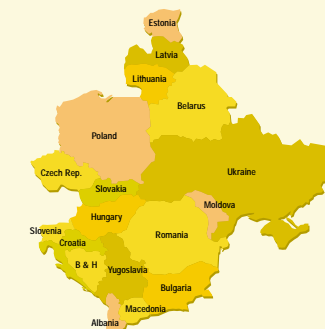 Estonia
Latvia
Lithuania
Belarus
Poland
Ukraine
Czech Rep.
Slovakia
Moldova
Hungary
Slovenia
Romania
Croatia
B & H
Yugoslavia
Bulgaria
Macedonia
Albania